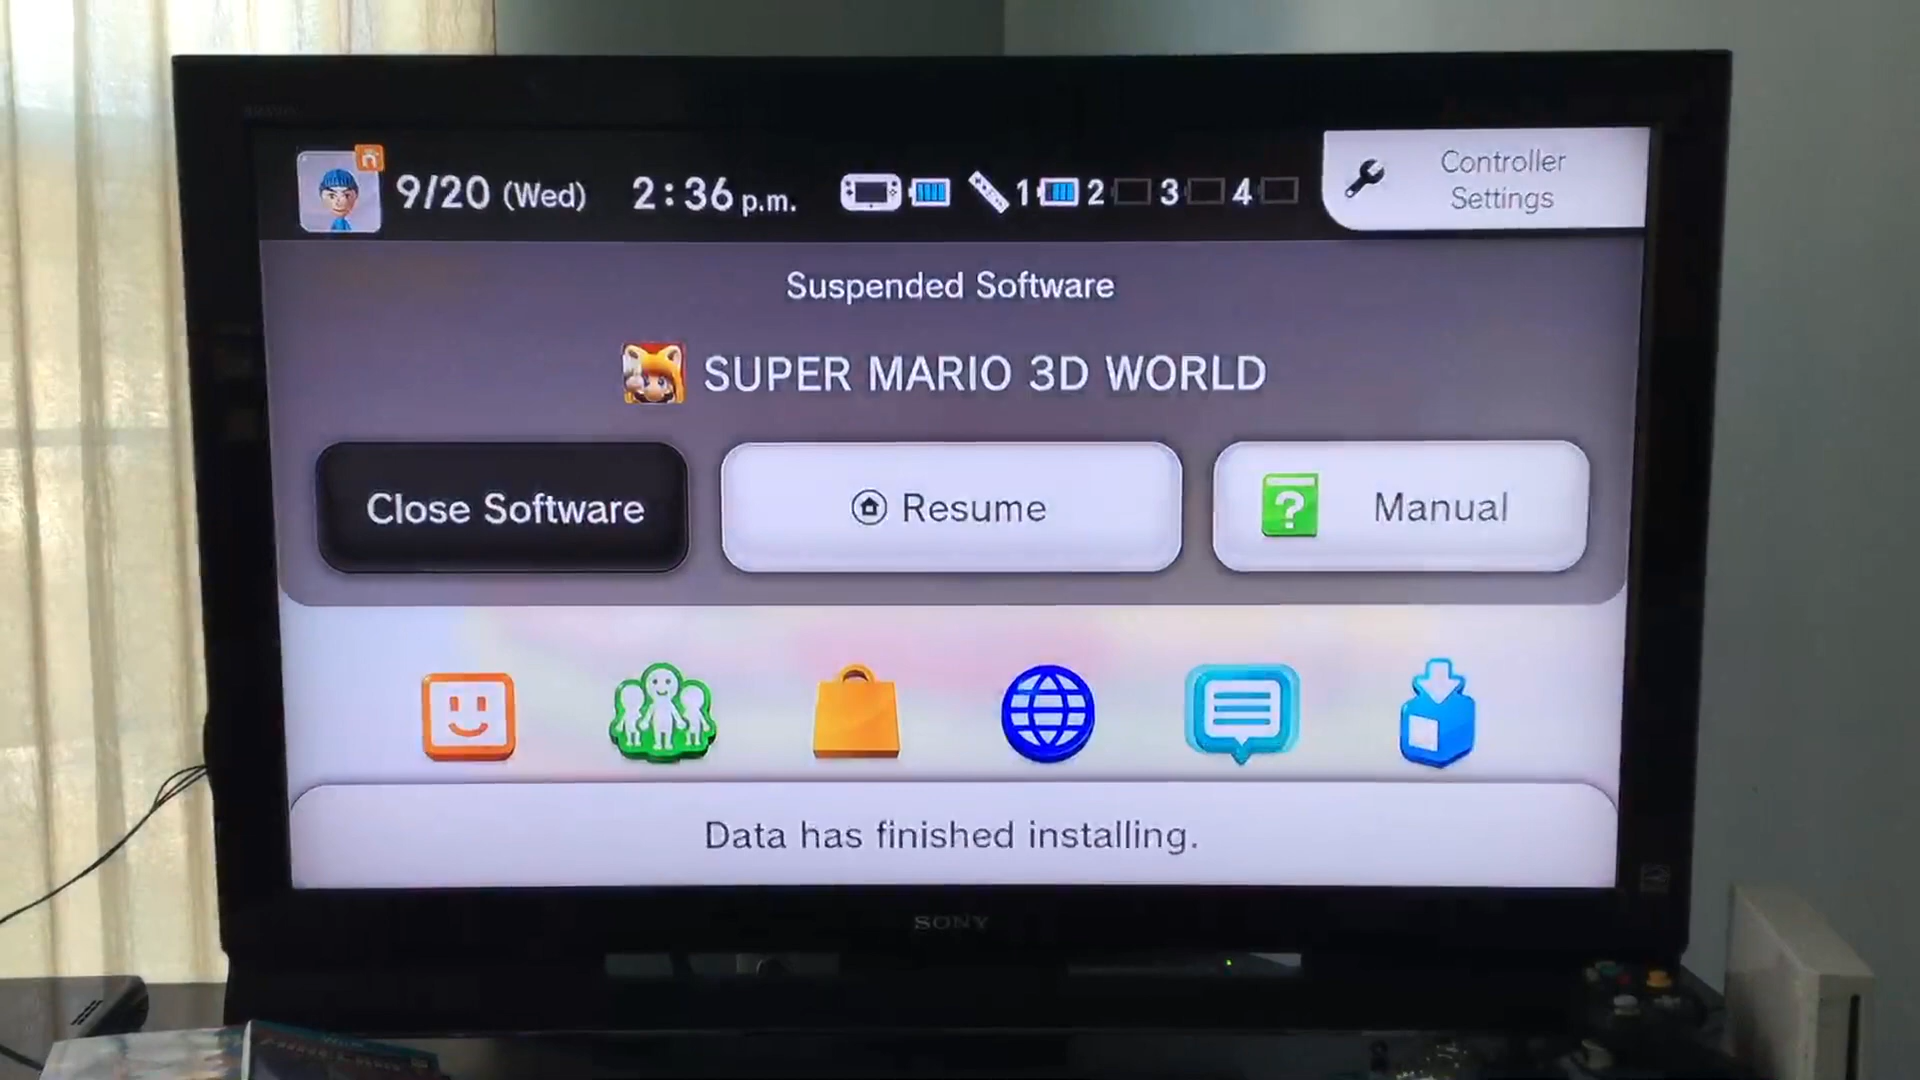 9/20 (Wed) 2:36 p.m. 1 2 3 4
Controller
Settings
Suspended Software
SUPER MARIO 3D WORLD
Close Software
Resume
? Manual
Data has finished installing.
SONY